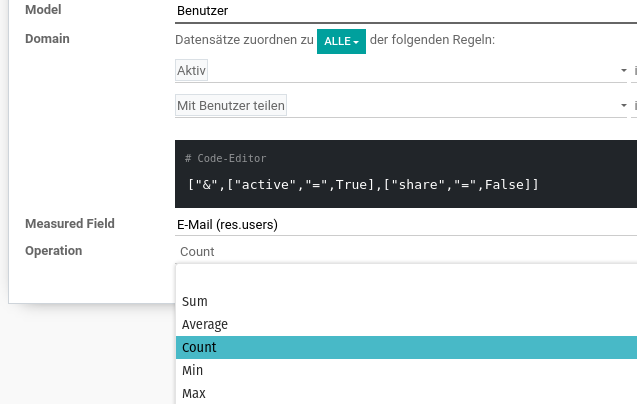 Model Benutzer
Domain Datensätze zuordnen zu ALLE der folgenden Regeln:
Aktiv
Mit Benutzer teilen
# Code-Editor
["&",["active","=",True],["share","=",False]]
Measured Field E-Mail (res.users)
Operation Count
Sum
Average
Count
Min
Max